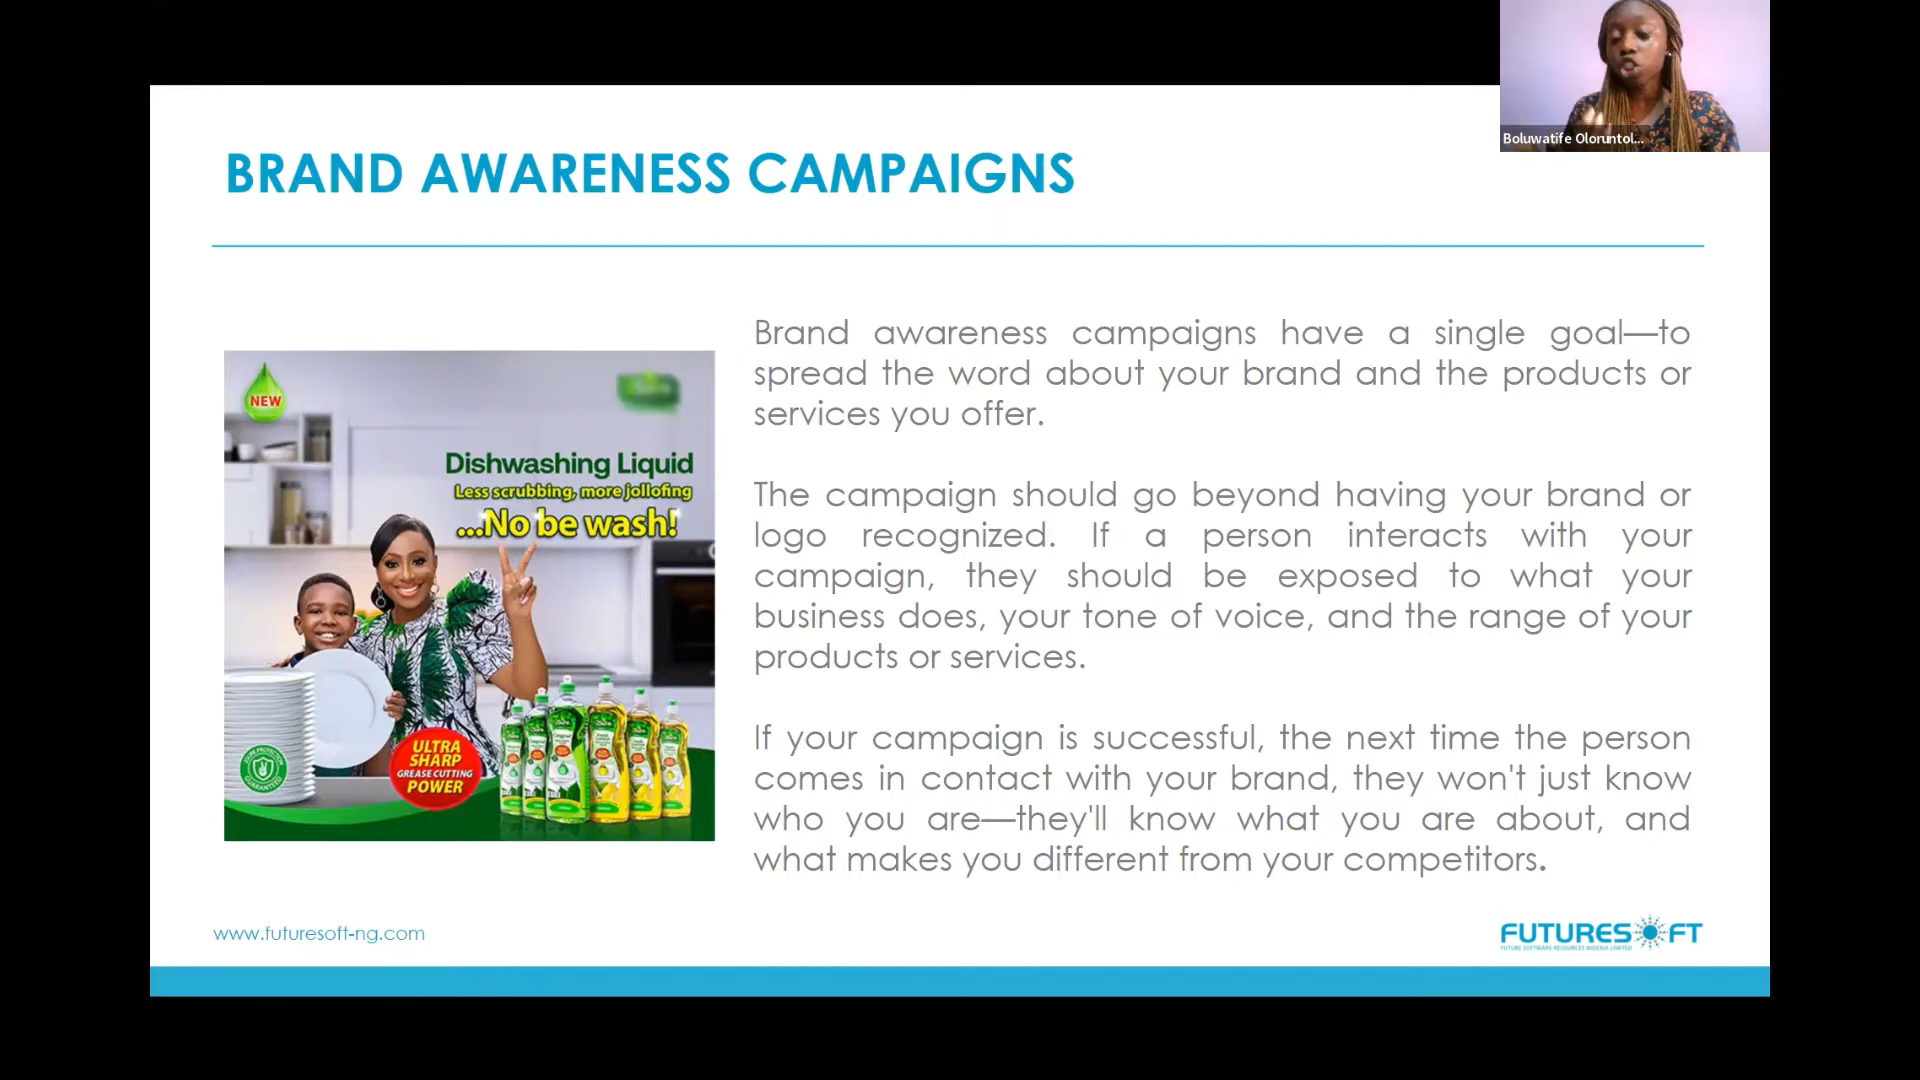 Boluwatife Oloruntol...
BRAND AWARENESS CAMPAIGNS
NEW
Dishwashing Liquid
Less scrubbing, more jollofing
...No be wash!
ULTRA
SHARP
GREASE CUTTING
POWER
GUARANTEED
Brand awareness campaigns have a single goal—to
spread the word about your brand and the products or
services you offer.
The campaign should go beyond having your brand or
logo recognized. If a person interacts with your
campaign, they should be exposed to what your
business does, your tone of voice, and the range of your
products or services.
If your campaign is successful, the next time the person
comes in contact with your brand, they won't just know
who you are—they'll know what you are about, and
what makes you different from your competitors.
www.futuresoft-ng.com
FUTURESOFT
FUTURE SOFTWARE RESOURCES NIGERIA LIMITED